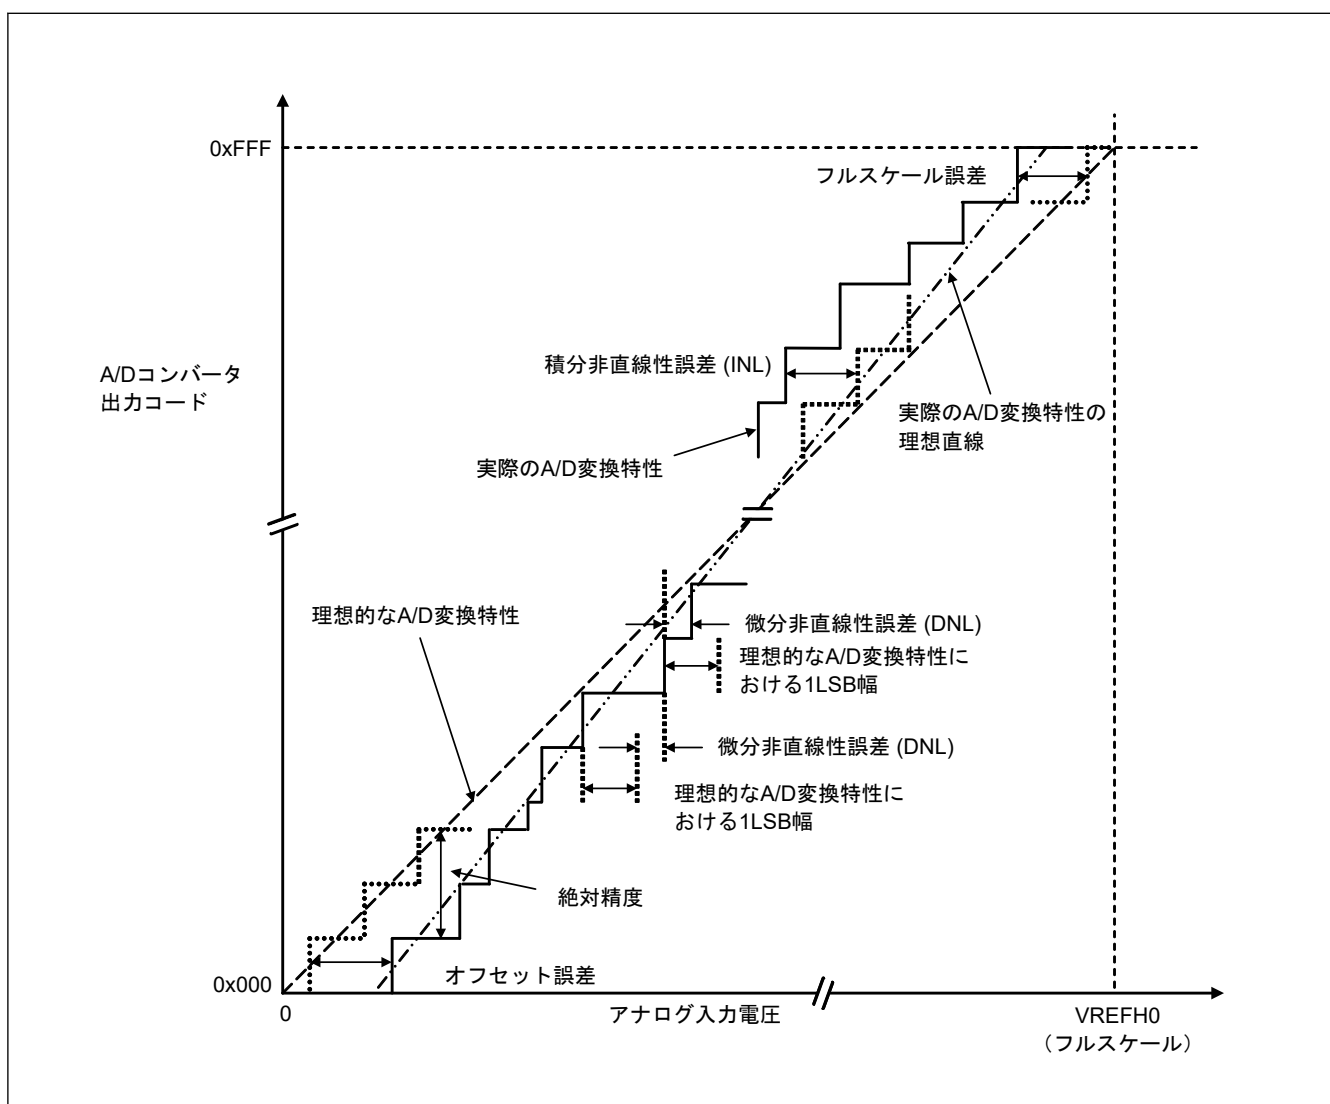 0xFFF
フルスケール誤差
A/Dコンバータ
出力コード
積分非直線性誤差 (INL)
実際のA/D変換特性の
理想直線
実際のA/D変換特性
理想的なA/D変換特性
微分非直線性誤差 (DNL)
理想的なA/D変換特性に
おける1LSB幅
微分非直線性誤差 (DNL)
理想的なA/D変換特性に
おける1LSB幅
絶対精度
オフセット誤差
0x000
0
アナログ入力電圧
VREFH0
（フルスケール）